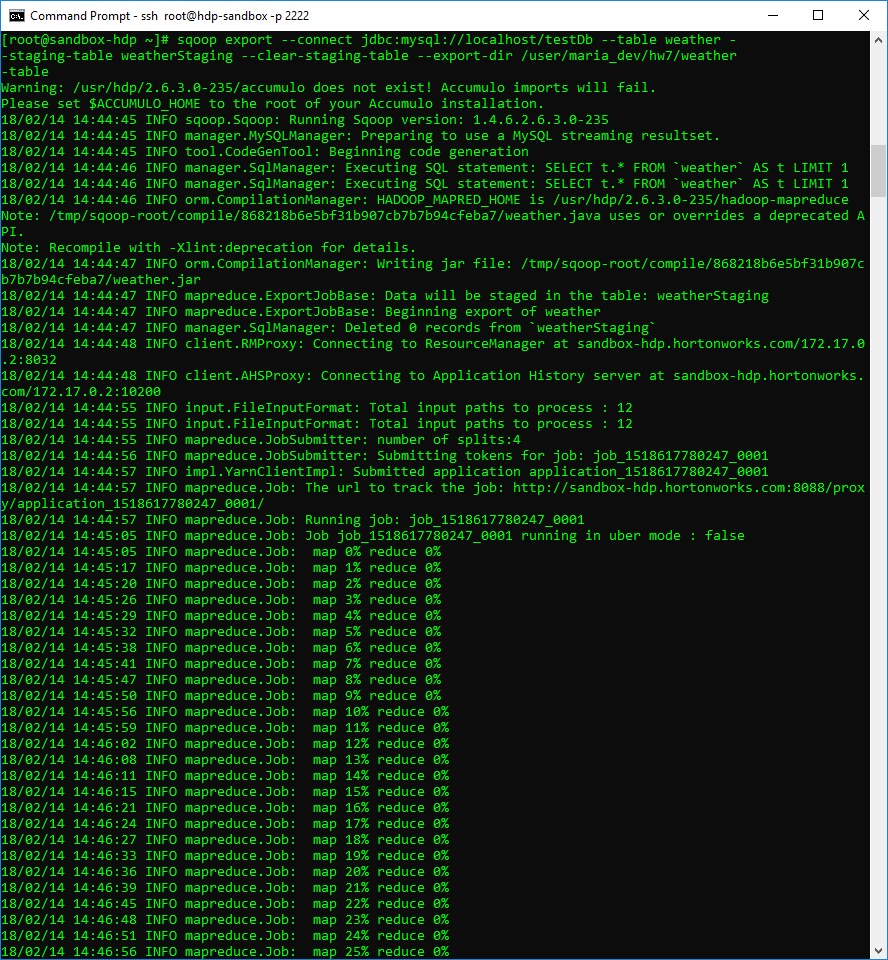 Command Prompt - ssh root@hdp-sandbox -p 2222
[root@sandbox-hdp ~]# sqoop export --connect jdbc:mysql://localhost/testDb --table weather -
-staging-table weatherStaging --clear-staging-table --export-dir /user/maria_dev/hw7/weather
-table
Warning: /usr/hdp/2.6.3.0-235/accumulo does not exist! Accumulo imports will fail.
Please set $ACCUMULO_HOME to the root of your Accumulo installation.
18/02/14 14:44:45 INFO sqoop.Sqoop: Running Sqoop version: 1.4.6.2.6.3.0-235
18/02/14 14:44:45 INFO manager.MySQLManager: Preparing to use a MySQL streaming resultset.
18/02/14 14:44:45 INFO tool.CodeGenTool: Beginning code generation
18/02/14 14:44:46 INFO manager.SqlManager: Executing SQL statement: SELECT t.* FROM `weather` AS t LIMIT 1
18/02/14 14:44:46 INFO manager.SqlManager: Executing SQL statement: SELECT t.* FROM `weather` AS t LIMIT 1
18/02/14 14:44:46 INFO orm.CompilationManager: HADOOP_MAPRED_HOME is /usr/hdp/2.6.3.0-235/hadoop-mapreduce
Note: /tmp/sqoop-root/compile/868218b6e5bf31b907cb7b7b94cfeba7/weather.java uses or overrides a deprecated A
PI.
Note: Recompile with -Xlint:deprecation for details.
18/02/14 14:44:47 INFO orm.CompilationManager: Writing jar file: /tmp/sqoop-root/compile/868218b6e5bf31b907c
b7b7b94cfeba7/weather.jar
18/02/14 14:44:47 INFO mapreduce.ExportJobBase: Data will be staged in the table: weatherStaging
18/02/14 14:44:47 INFO mapreduce.ExportJobBase: Beginning export of weather
18/02/14 14:44:47 INFO manager.SqlManager: Deleted 0 records from `weatherStaging`
18/02/14 14:44:48 INFO client.RMProxy: Connecting to ResourceManager at sandbox-hdp.hortonworks.com/172.17.0
.2:8032
18/02/14 14:44:48 INFO client.AHSProxy: Connecting to Application History server at sandbox-hdp.hortonworks.
com/172.17.0.2:10200
18/02/14 14:44:55 INFO input.FileInputFormat: Total input paths to process : 12
18/02/14 14:44:55 INFO input.FileInputFormat: Total input paths to process : 12
18/02/14 14:44:55 INFO mapreduce.JobSubmitter: number of splits:4
18/02/14 14:44:56 INFO mapreduce.JobSubmitter: Submitting tokens for job: job_1518617780247_0001
18/02/14 14:44:57 INFO impl.YarnClientImpl: Submitted application application_1518617780247_0001
18/02/14 14:44:57 INFO mapreduce.Job: The url to track the job: http://sandbox-hdp.hortonworks.com:8088/prox
y/application_1518617780247_0001/
18/02/14 14:44:57 INFO mapreduce.Job: Running job: job_1518617780247_0001
18/02/14 14:45:05 INFO mapreduce.Job: Job job_1518617780247_0001 running in uber mode : false
18/02/14 14:45:05 INFO mapreduce.Job:  map 0% reduce 0%
18/02/14 14:45:17 INFO mapreduce.Job:  map 1% reduce 0%
18/02/14 14:45:20 INFO mapreduce.Job:  map 2% reduce 0%
18/02/14 14:45:26 INFO mapreduce.Job:  map 3% reduce 0%
18/02/14 14:45:29 INFO mapreduce.Job:  map 4% reduce 0%
18/02/14 14:45:32 INFO mapreduce.Job:  map 5% reduce 0%
18/02/14 14:45:38 INFO mapreduce.Job:  map 6% reduce 0%
18/02/14 14:45:41 INFO mapreduce.Job:  map 7% reduce 0%
18/02/14 14:45:47 INFO mapreduce.Job:  map 8% reduce 0%
18/02/14 14:45:50 INFO mapreduce.Job:  map 9% reduce 0%
18/02/14 14:45:56 INFO mapreduce.Job:  map 10% reduce 0%
18/02/14 14:45:59 INFO mapreduce.Job:  map 11% reduce 0%
18/02/14 14:46:02 INFO mapreduce.Job:  map 12% reduce 0%
18/02/14 14:46:08 INFO mapreduce.Job:  map 13% reduce 0%
18/02/14 14:46:11 INFO mapreduce.Job:  map 14% reduce 0%
18/02/14 14:46:15 INFO mapreduce.Job:  map 15% reduce 0%
18/02/14 14:46:21 INFO mapreduce.Job:  map 16% reduce 0%
18/02/14 14:46:24 INFO mapreduce.Job:  map 17% reduce 0%
18/02/14 14:46:27 INFO mapreduce.Job:  map 18% reduce 0%
18/02/14 14:46:33 INFO mapreduce.Job:  map 19% reduce 0%
18/02/14 14:46:36 INFO mapreduce.Job:  map 20% reduce 0%
18/02/14 14:46:39 INFO mapreduce.Job:  map 21% reduce 0%
18/02/14 14:46:45 INFO mapreduce.Job:  map 22% reduce 0%
18/02/14 14:46:48 INFO mapreduce.Job:  map 23% reduce 0%
18/02/14 14:46:51 INFO mapreduce.Job:  map 24% reduce 0%
18/02/14 14:46:56 INFO mapreduce.Job:  map 25% reduce 0%